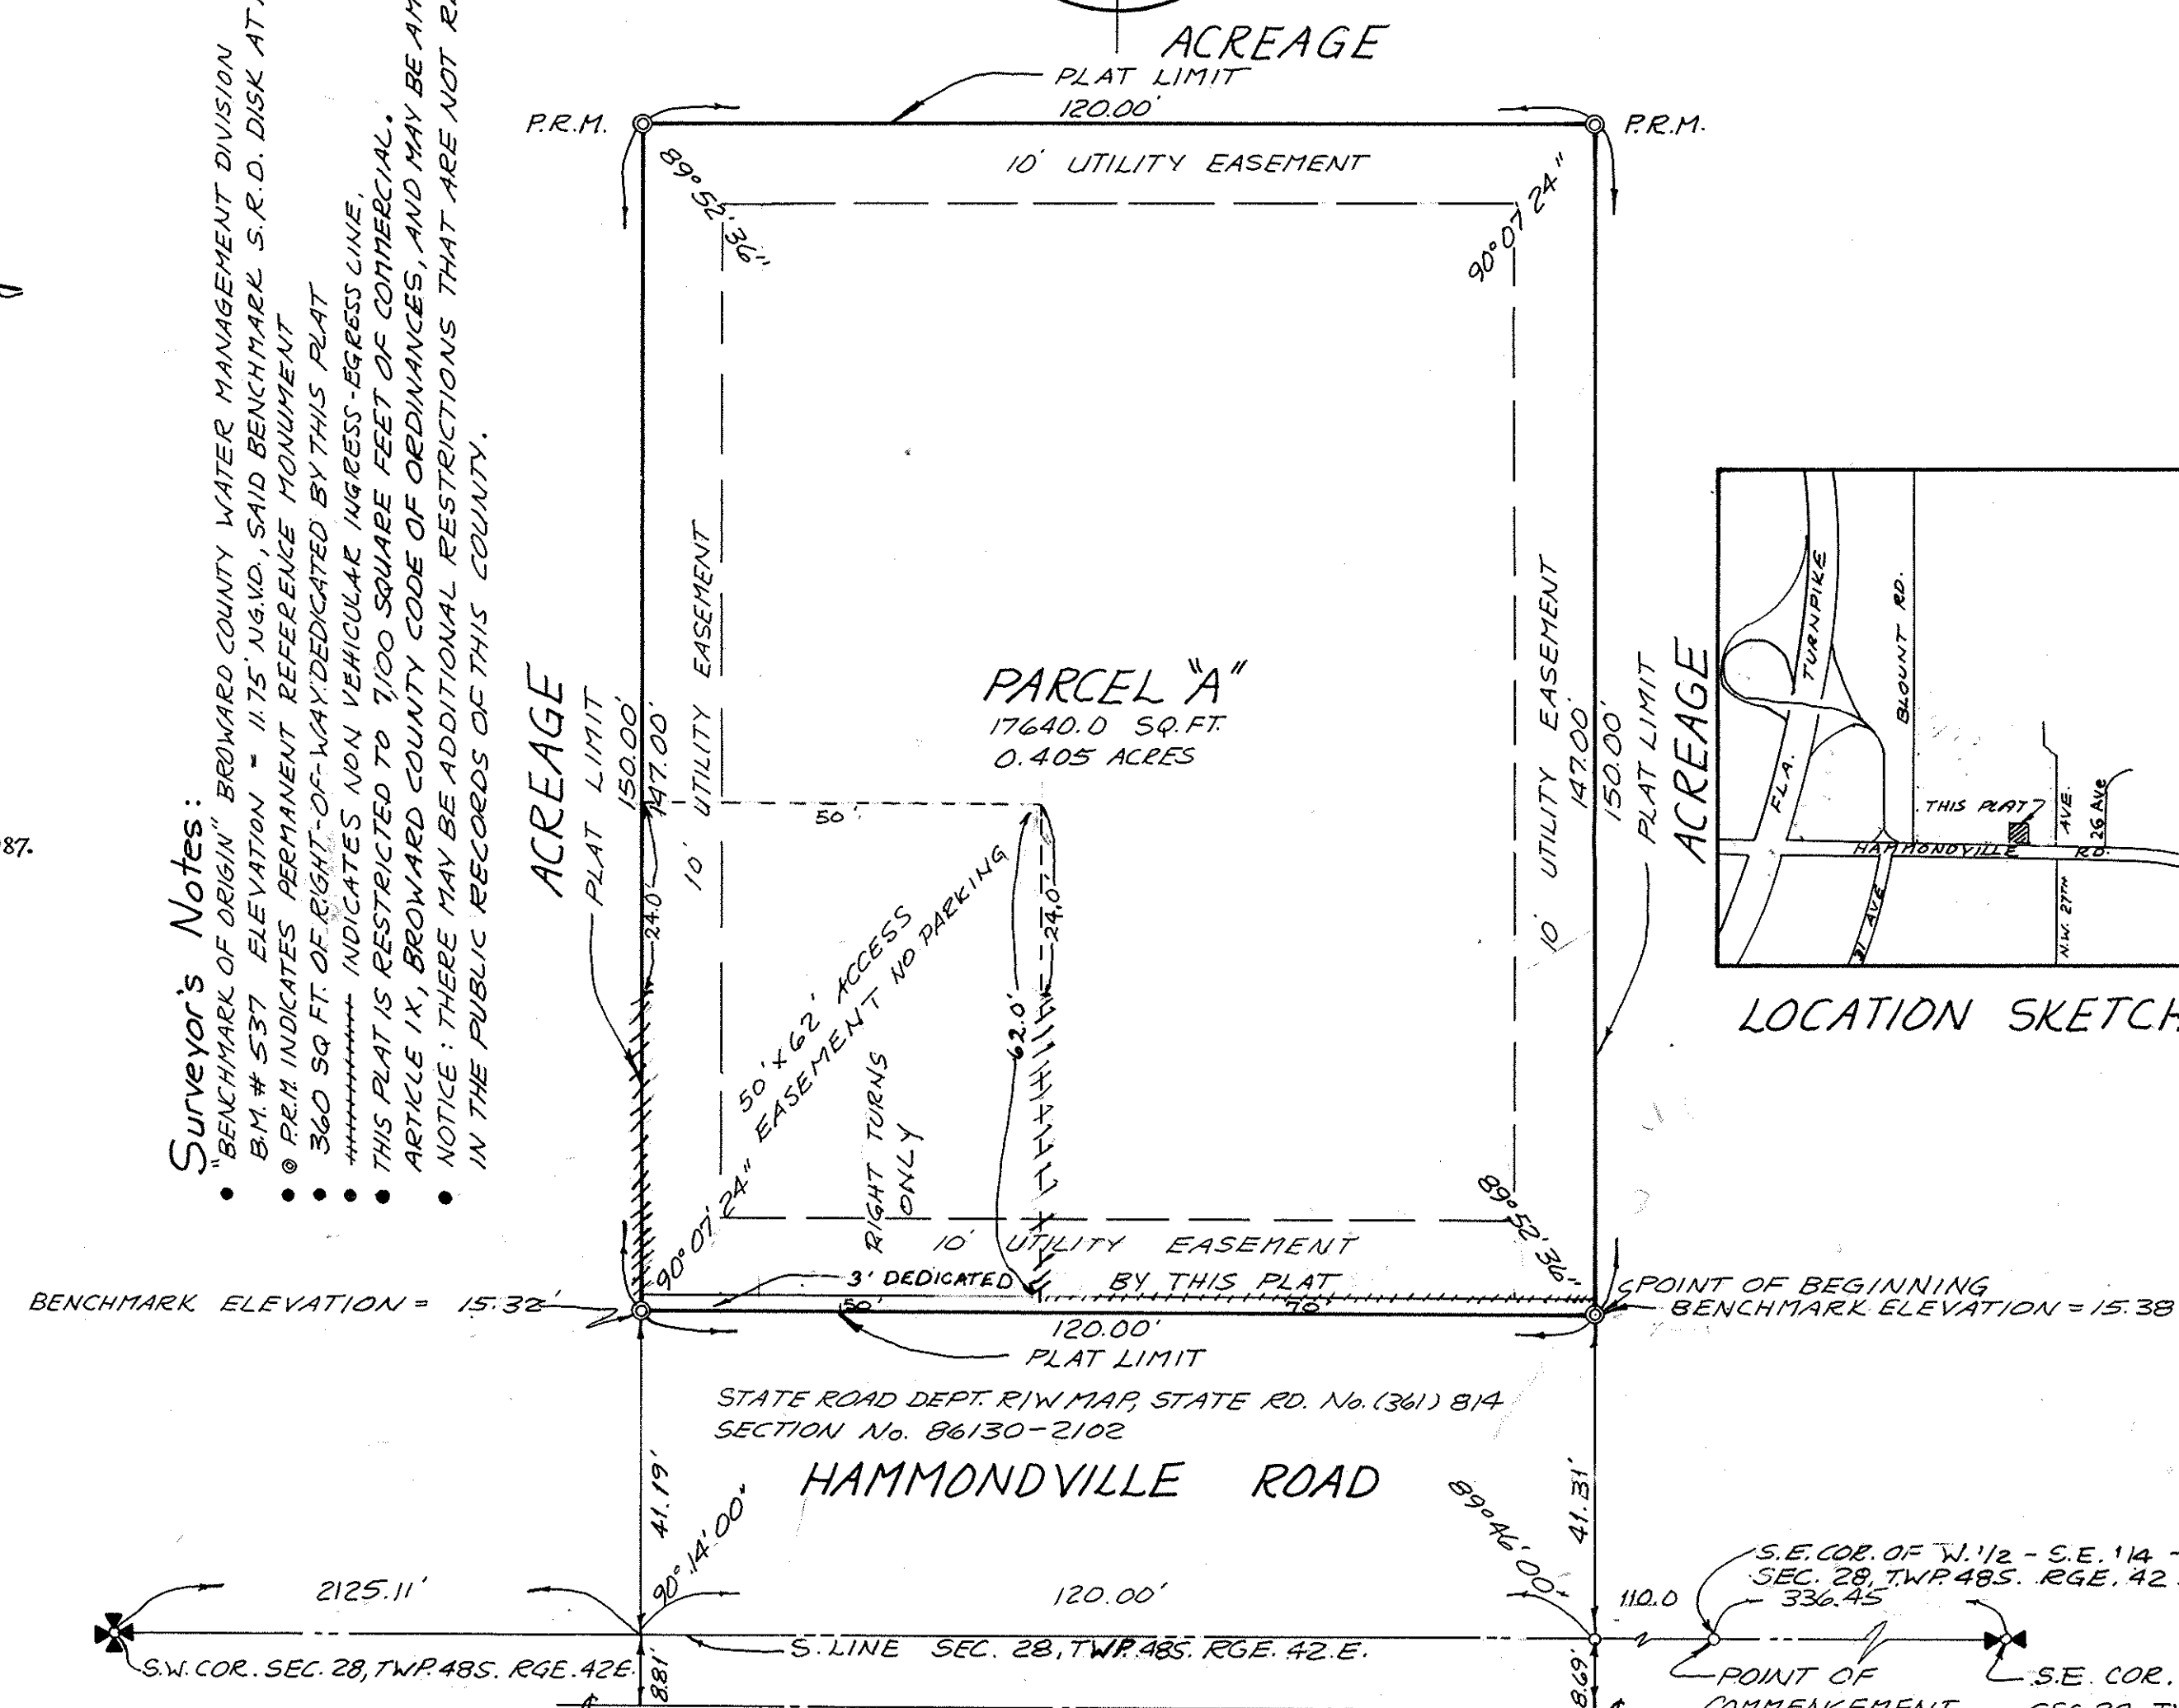 ACREAGE
PLAT LIMIT
120.00'
P.R.M.
P.R.M.
10' UTILITY EASEMENT
89°52'36"
90°07'24"
Surveyor's Notes:
• "BENCHMARK OF ORIGIN" BROWARD COUNTY WATER MANAGEMENT DIVISION
B.M. # 537 ELEVATION = 11.75' N.G.V.D., SAID BENCHMARK S.R.D. DISK AT
• ⌾ P.R.M. INDICATES PERMANENT REFERENCE MONUMENT
• 360 SQ FT. OF RIGHT-OF-WAY DEDICATED BY THIS PLAT
• INDICATES NON VEHICULAR INGRESS-EGRESS LINE.
• THIS PLAT IS RESTRICTED TO 7,100 SQUARE FEET OF COMMERCIAL.
ARTICLE IX, BROWARD COUNTY CODE OF ORDINANCES, AND MAY BE
• NOTICE: THERE MAY BE ADDITIONAL RESTRICTIONS THAT ARE NOT
IN THE PUBLIC RECORDS OF THIS COUNTY.
87.
ACREAGE
PLAT LIMIT
150.00'
147.00'
10' UTILITY EASEMENT
PARCEL "A"
17640.0 SQ.FT.
0.405 ACRES
10' UTILITY EASEMENT
147.00'
150.00'
PLAT LIMIT
ACREAGE
50'
24.0'
24.0'
62.0'
50'x62' ACCESS
EASEMENT NO PARKING
RIGHT TURNS
ONLY
FLA. TURNPIKE
BLOUNT RD.
THIS PLAT
HAMMONDVILLE RD.
31 AVE
N.W. 27TH AVE.
26 Ave
LOCATION SKETCH
90°07'24"
89°52'36"
10' UTILITY EASEMENT
3' DEDICATED BY THIS PLAT
50'
70'
BENCHMARK ELEVATION = 15.32'
POINT OF BEGINNING
BENCHMARK ELEVATION = 15.38
120.00'
PLAT LIMIT
STATE ROAD DEPT. R/W MAP, STATE RD. No. (361) 814
SECTION No. 86130-2102
HAMMONDVILLE ROAD
41.19'
90°14'00"
89°46'00"
41.31'
S.E. COR. OF W.1/2 - S.E. 1/4 -
SEC. 28, TWP. 48S. RGE. 42
2125.11'
120.00'
110.0
336.45
S. LINE SEC. 28, TWP. 48S. RGE. 42.E.
S.W. COR. SEC. 28, TWP. 48S. RGE. 42E.
8.81'
8.69'
POINT OF
COMMENCEMENT
S.E. COR.